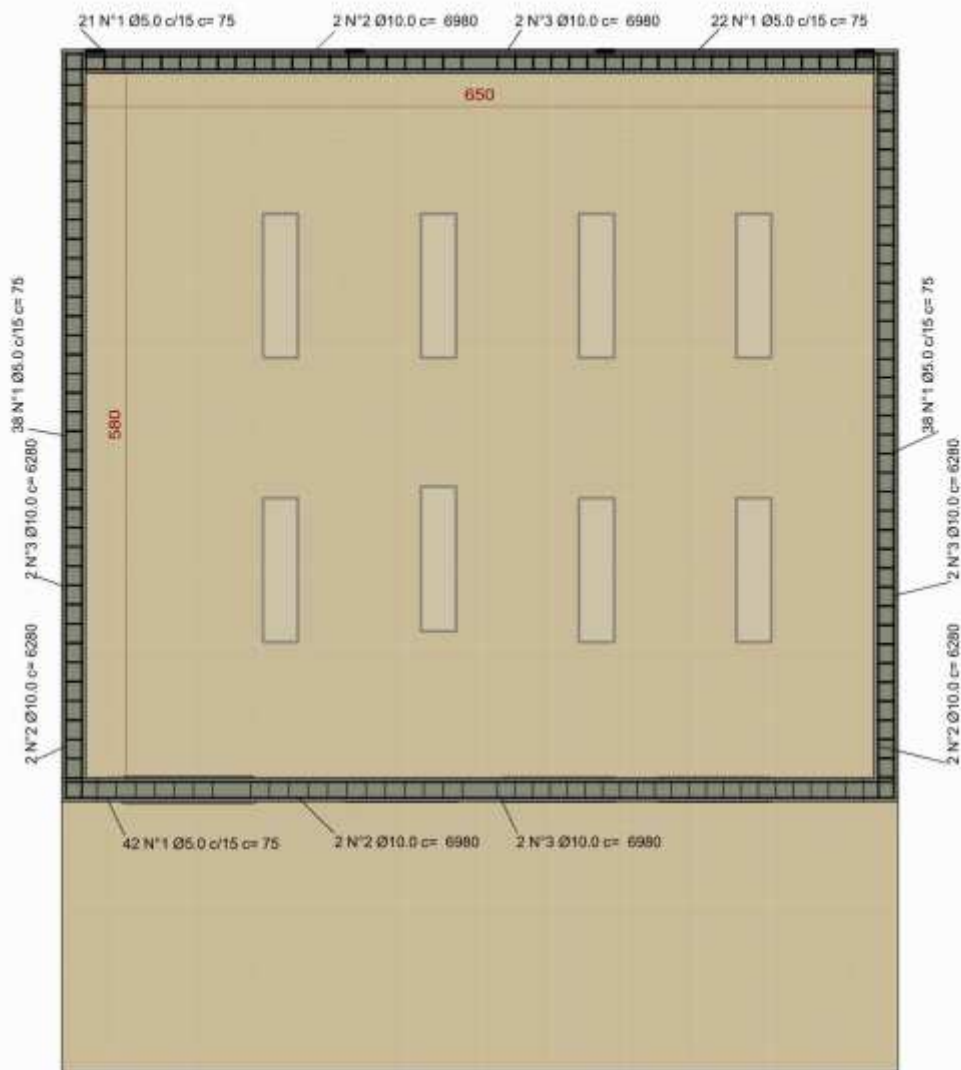 21 N°1 Ø5.0 c/15 c= 75
2 N°2 Ø10.0 c= 6980
2 N°3 Ø10.0 c= 6980
22 N°1 Ø5.0 c/15 c= 75
650
580
38 N°1 Ø5.0 c/15 c= 75
2 N°3 Ø10.0 c= 6280
2 N°2 Ø10.0 c= 6280
38 N°1 Ø5.0 c/15 c= 75
2 N°3 Ø10.0 c= 6280
2 N°2 Ø10.0 c= 6280
42 N°1 Ø5.0 c/15 c= 75
2 N°2 Ø10.0 c= 6980
2 N°3 Ø10.0 c= 6980